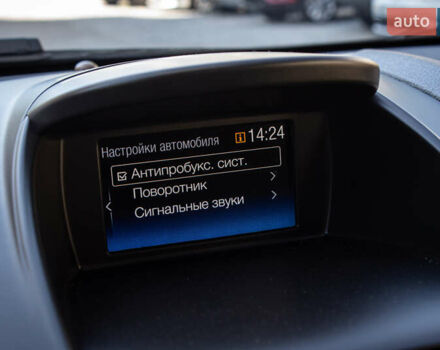 auto
14:24
Настройки автомобиля
Антипробукс. сист.
Поворотник
Сигнальные звуки